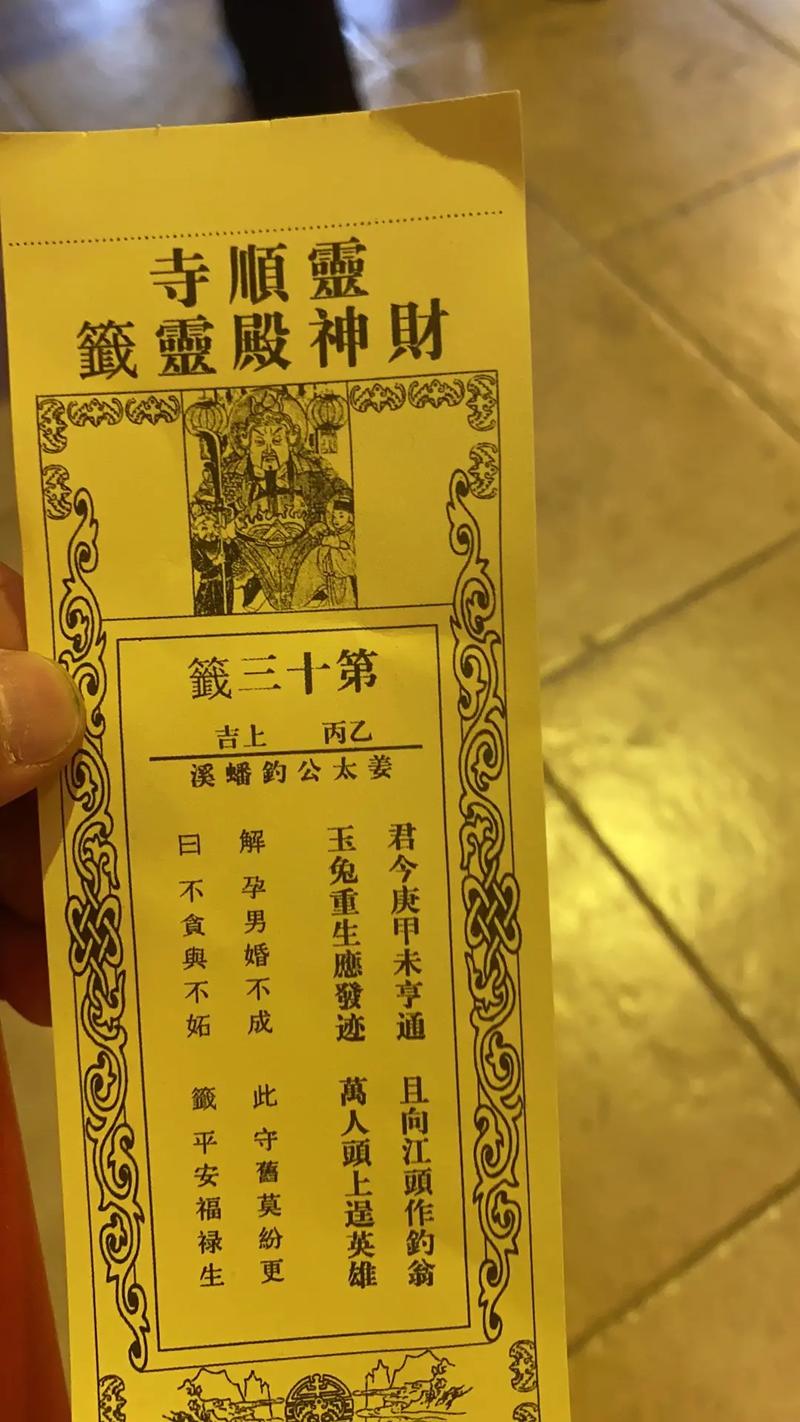 靈順寺
財神殿靈籤
第十三籤
乙丙 上吉
姜太公釣蟠溪
君今庚甲未亨通 且向江頭作釣翁
玉兔重生應發迹 萬人頭上逞英雄
解 孕男婚不成 此 守舊莫紛更
曰 不貪與不妬 籤 平安福禄生